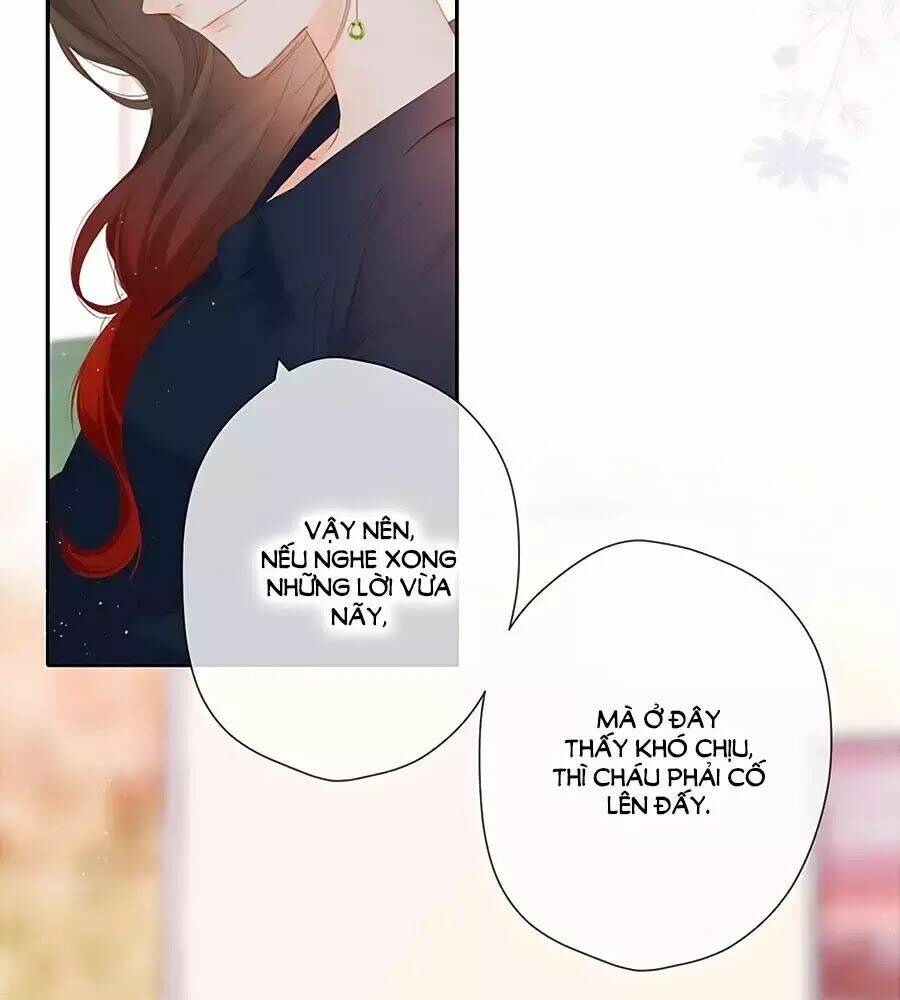 VẬY NÊN,
NẾU NGHE XONG
NHỮNG LỜI VỪA
NÃY,
MÀ Ở ĐÂY
THẤY KHÓ CHỊU,
THÌ CHÁU PHẢI CỐ
LÊN ĐẤY.